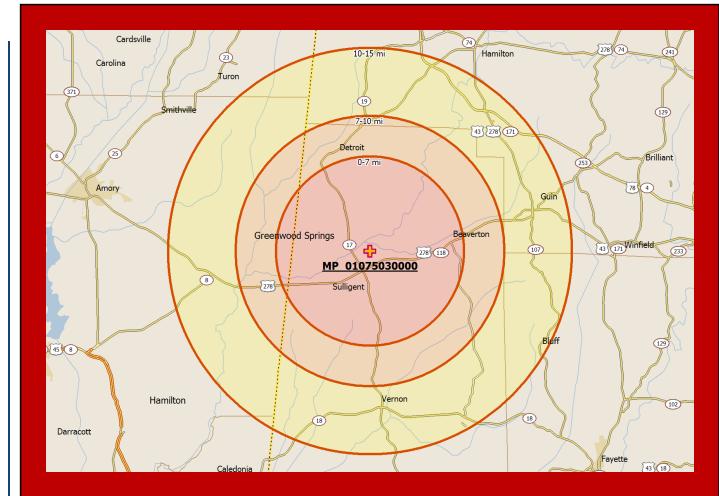 Cardsville
10-15 mi
74
Hamilton
278
74
241
23
Carolina
Turon
371
19
Smithville
129
7-10 mi
43
278
171
Detroit
6
25
0-7 mi
253
Brilliant
Amory
78
4
Guin
Greenwood Springs
17
Beaverton
278
118
107
43
171
Winfield
233
MP_01075030000
8
278
Sulligent
Bluff
129
45
8
Hamilton
Vernon
102
18
18
Darracott
Fayette
Caledonia
43
18